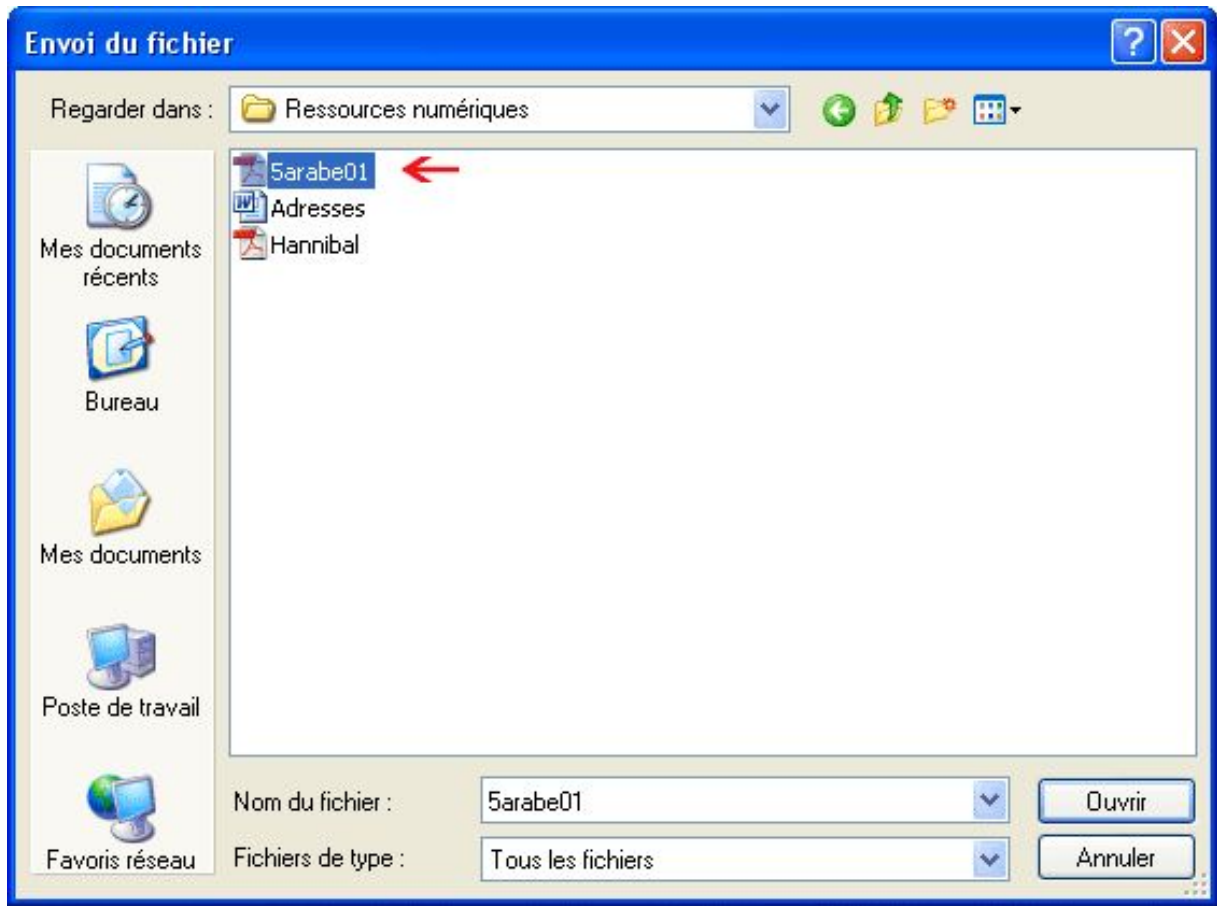 Envoi du fichier
Regarder dans :
Ressources numériques
5arabe01
Adresses
Hannibal
Mes documents
récents
Bureau
Mes documents
Poste de travail
Favoris réseau
Nom du fichier :
5arabe01
Ouvrir
Fichiers de type :
Tous les fichiers
Annuler